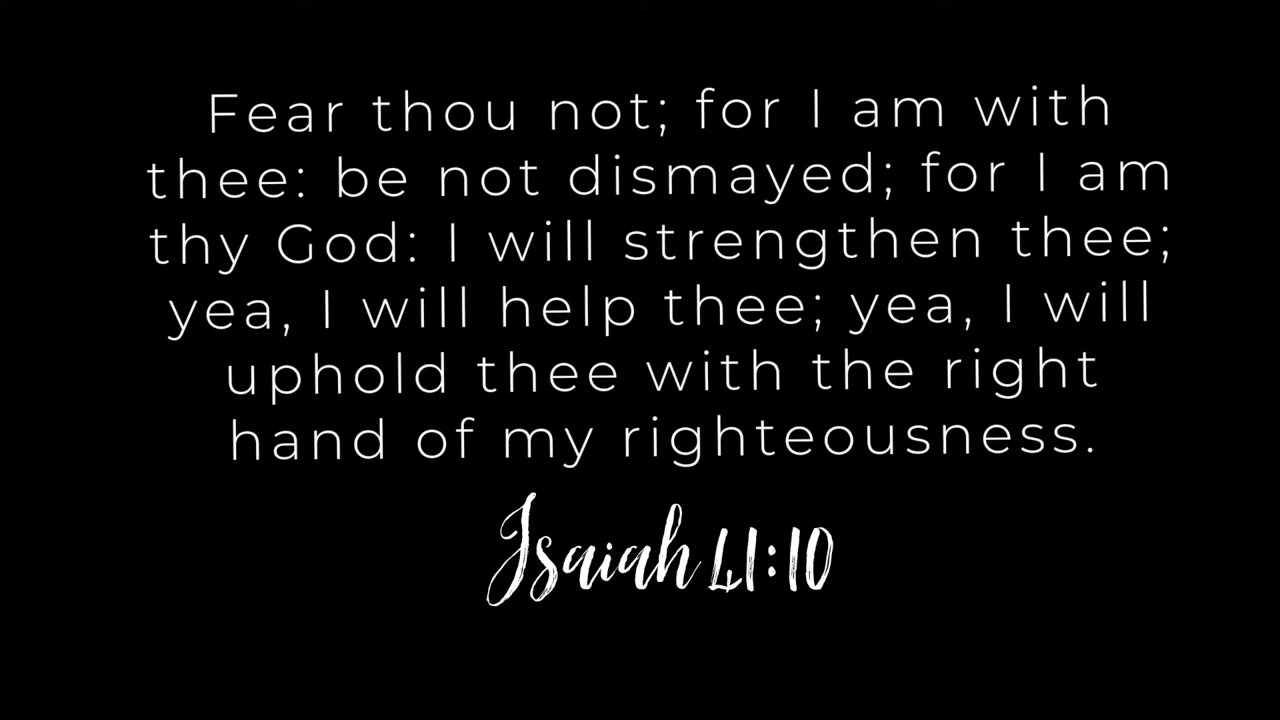 Fear thou not; for I am with
thee: be not dismayed; for I am
thy God: I will strengthen thee;
yea, I will help thee; yea, I will
uphold thee with the right
hand of my righteousness.
Isaiah 41:10